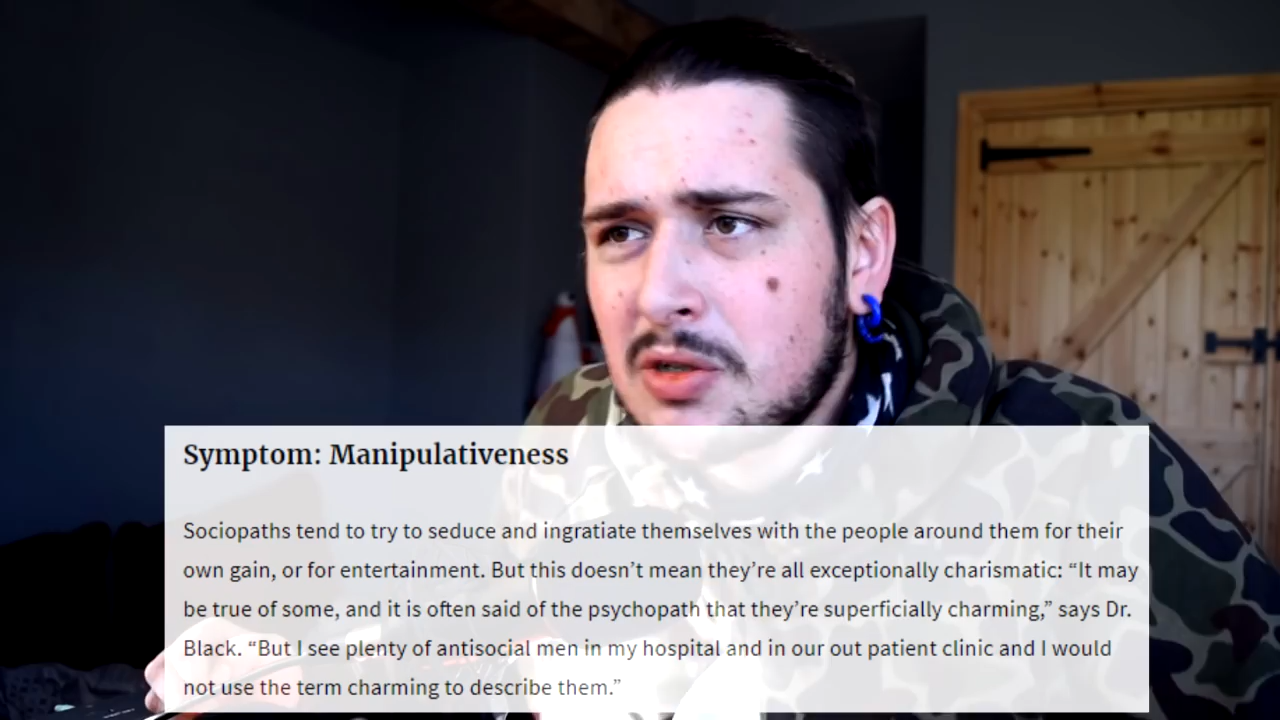 Symptom: Manipulativeness
Sociopaths tend to try to seduce and ingratiate themselves with the people around them for their
own gain, or for entertainment. But this doesn’t mean they’re all exceptionally charismatic: “It may
be true of some, and it is often said of the psychopath that they’re superficially charming,” says Dr.
Black. “But I see plenty of antisocial men in my hospital and in our out patient clinic and I would
not use the term charming to describe them.”